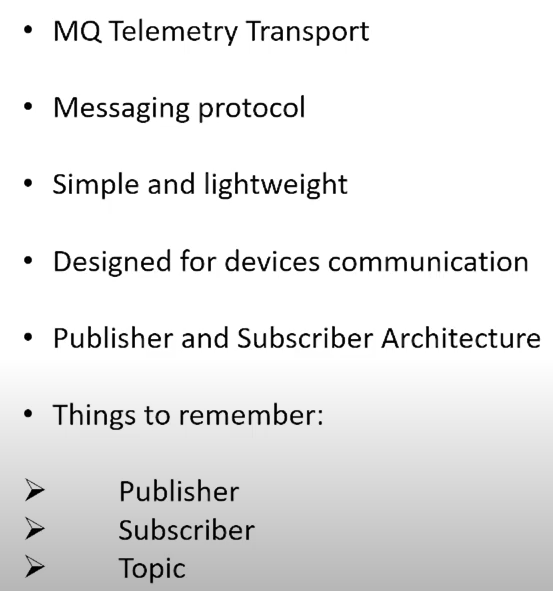 • MQ Telemetry Transport
• Messaging protocol
• Simple and lightweight
• Designed for devices communication
• Publisher and Subscriber Architecture
• Things to remember:
➢ Publisher
➢ Subscriber
➢ Topic